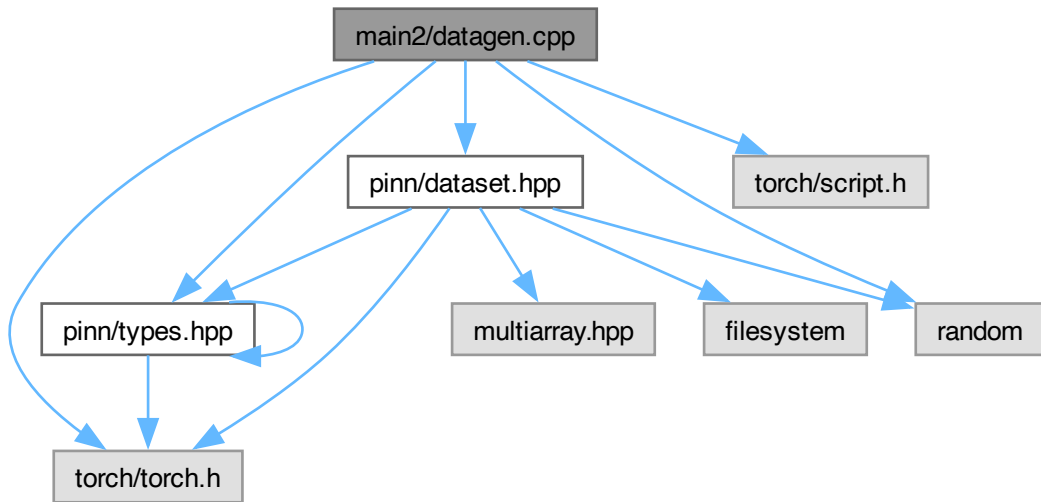 main2/datagen.cpp
pinn/dataset.hpp
torch/script.h
pinn/types.hpp
multiarray.hpp
filesystem
random
torch/torch.h